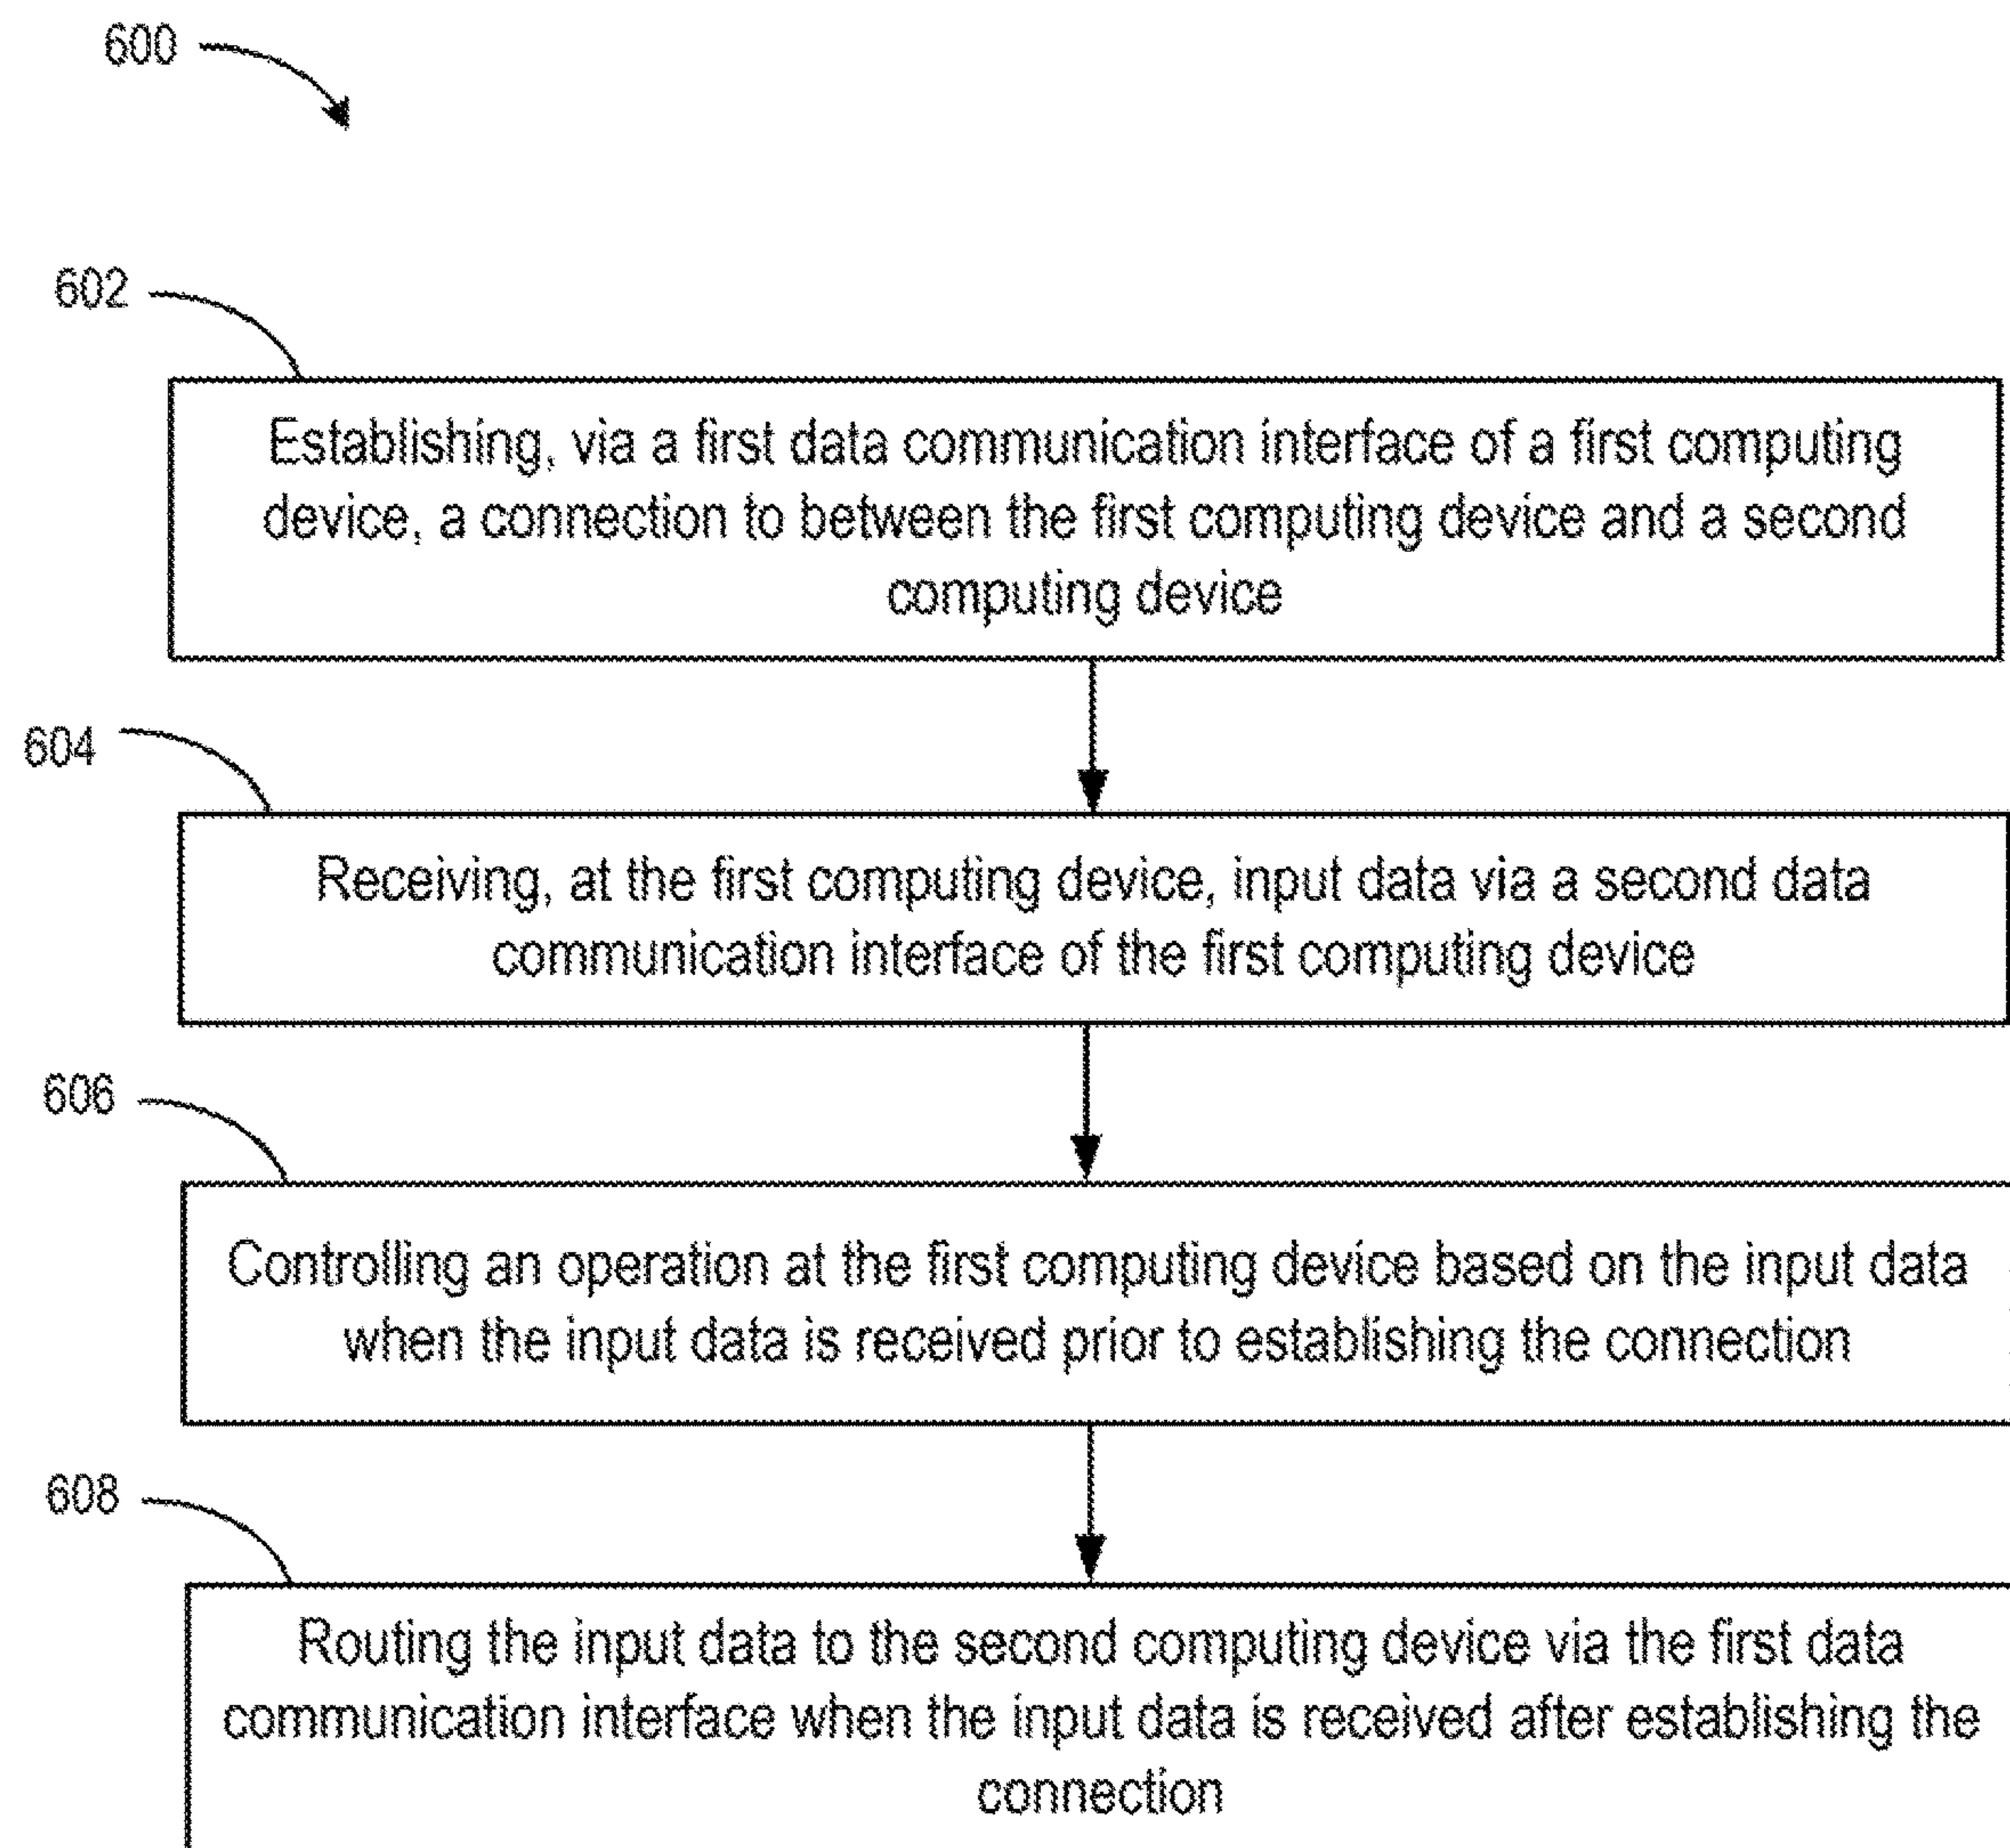 600
602
Establishing, via a first data communication interface of a first computing
device, a connection to between the first computing device and a second
computing device
604
Receiving, at the first computing device, input data via a second data
communication interface of the first computing device
606
Controlling an operation at the first computing device based on the input data
when the input data is received prior to establishing the connection
608
Routing the input data to the second computing device via the first data
communication interface when the input data is received after establishing the
connection